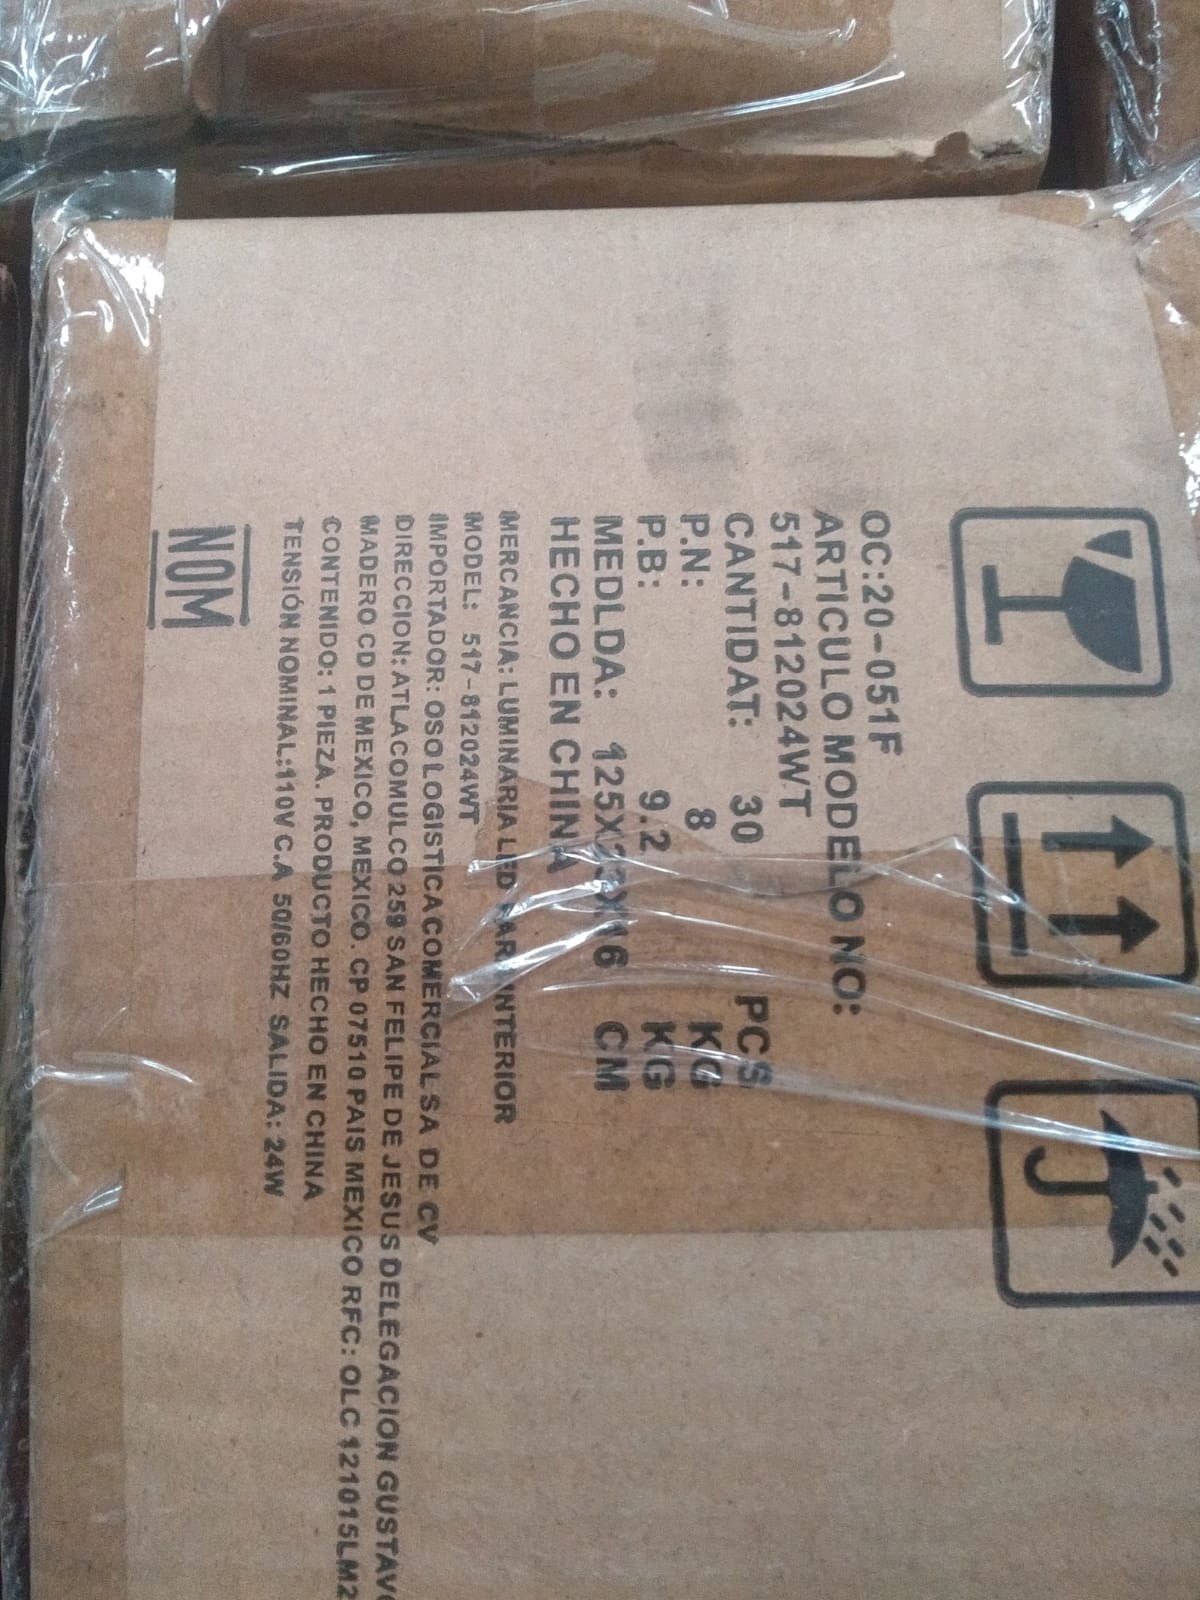 OC:20-051F
ARTICULO MODELO NO:
517-812024WT
CANTIDAT: 30 PCS
P.N: 8 KG
P.B: 9.2 KG
MEDLDA: 125X33X16 CM
HECHO EN CHINA
MERCANCIA: LUMINARIA LED PARA INTERIOR
MODEL: 517-812024WT
IMPORTADOR: OSO LOGISTICA COMERCIAL SA DE CV
DIRECCION: ATLACOMULCO 259 SAN FELIPE DE JESUS DELEGACION GUSTAVO
MADERO CD DE MEXICO, MEXICO. CP 07510 PAIS MEXICO RFC: OLC 121015LM2
CONTENIDO: 1 PIEZA. PRODUCTO HECHO EN CHINA
TENSIÓN NOMINAL:110V C.A 50/60HZ SALIDA: 24W
NOM